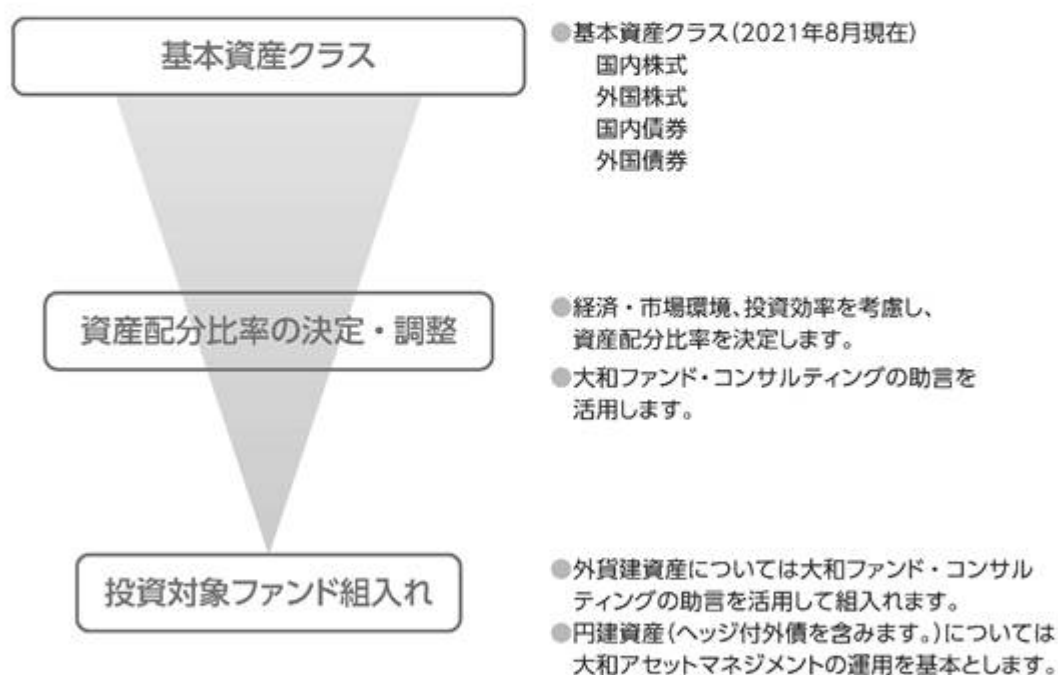 基本資産クラス
●基本資産クラス(2021年8月現在)
国内株式
外国株式
国内債券
外国債券
資産配分比率の決定・調整
●経済・市場環境、投資効率を考慮し、
資産配分比率を決定します。
●大和ファンド・コンサルティングの助言を
活用します。
投資対象ファンド組入れ
●外貨建資産については大和ファンド・コンサル
ティングの助言を活用して組入れます。
●円建資産(ヘッジ付外債を含みます。)については
大和アセットマネジメントの運用を基本とします。